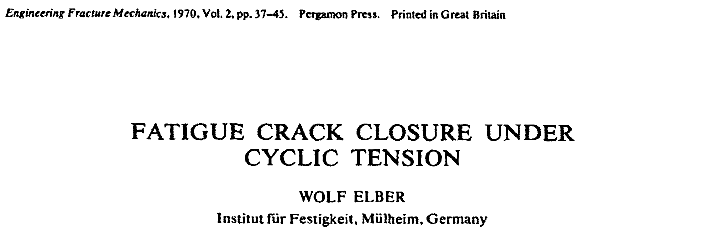 Engineering Fracture Mechanics, 1970, Vol. 2, pp. 37–45. Pergamon Press. Printed in Great Britain
FATIGUE CRACK CLOSURE UNDER
CYCLIC TENSION
WOLF ELBER
Institut für Festigkeit, Mülheim, Germany